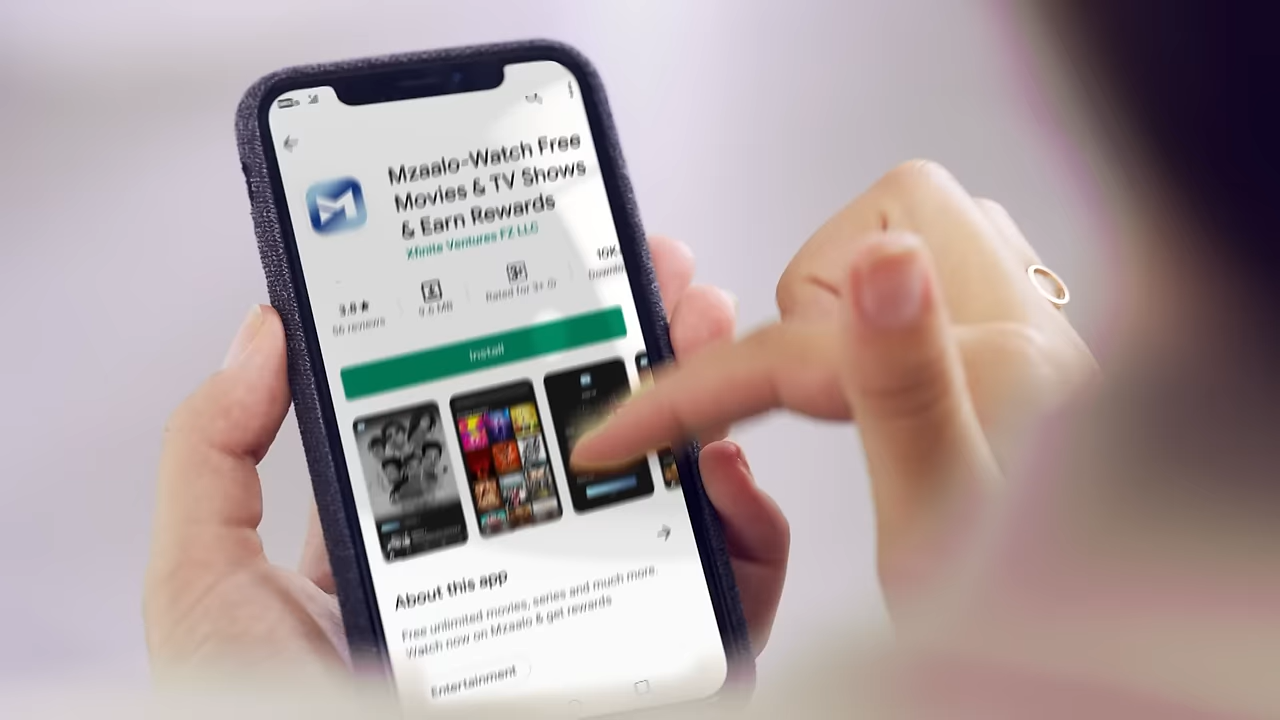 Mzaalo-Watch Free
Movies & TV Shows
& Earn Rewards
Xfinite Ventures FZ LLC
3.8★
56 reviews
9.6 MB
3+
Rated for 3+
10K+
Install
About this app
Free unlimited movies, series and much more.
Watch now on Mzaalo & get rewards
Entertainment